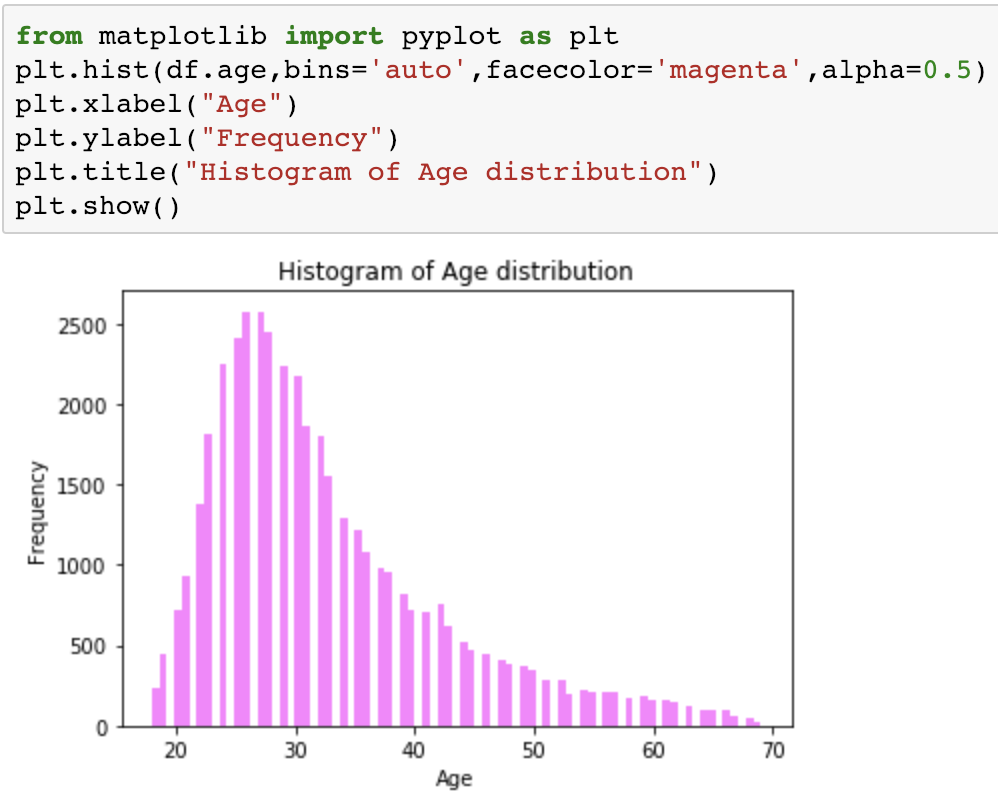 from matplotlib import pyplot as plt
plt.hist(df.age,bins='auto',facecolor='magenta',alpha=0.5)
plt.xlabel("Age")
plt.ylabel("Frequency")
plt.title("Histogram of Age distribution")
plt.show()
Histogram of Age distribution
2500
2000
1500
1000
500
0
Frequency
20 30 40 50 60 70
Age